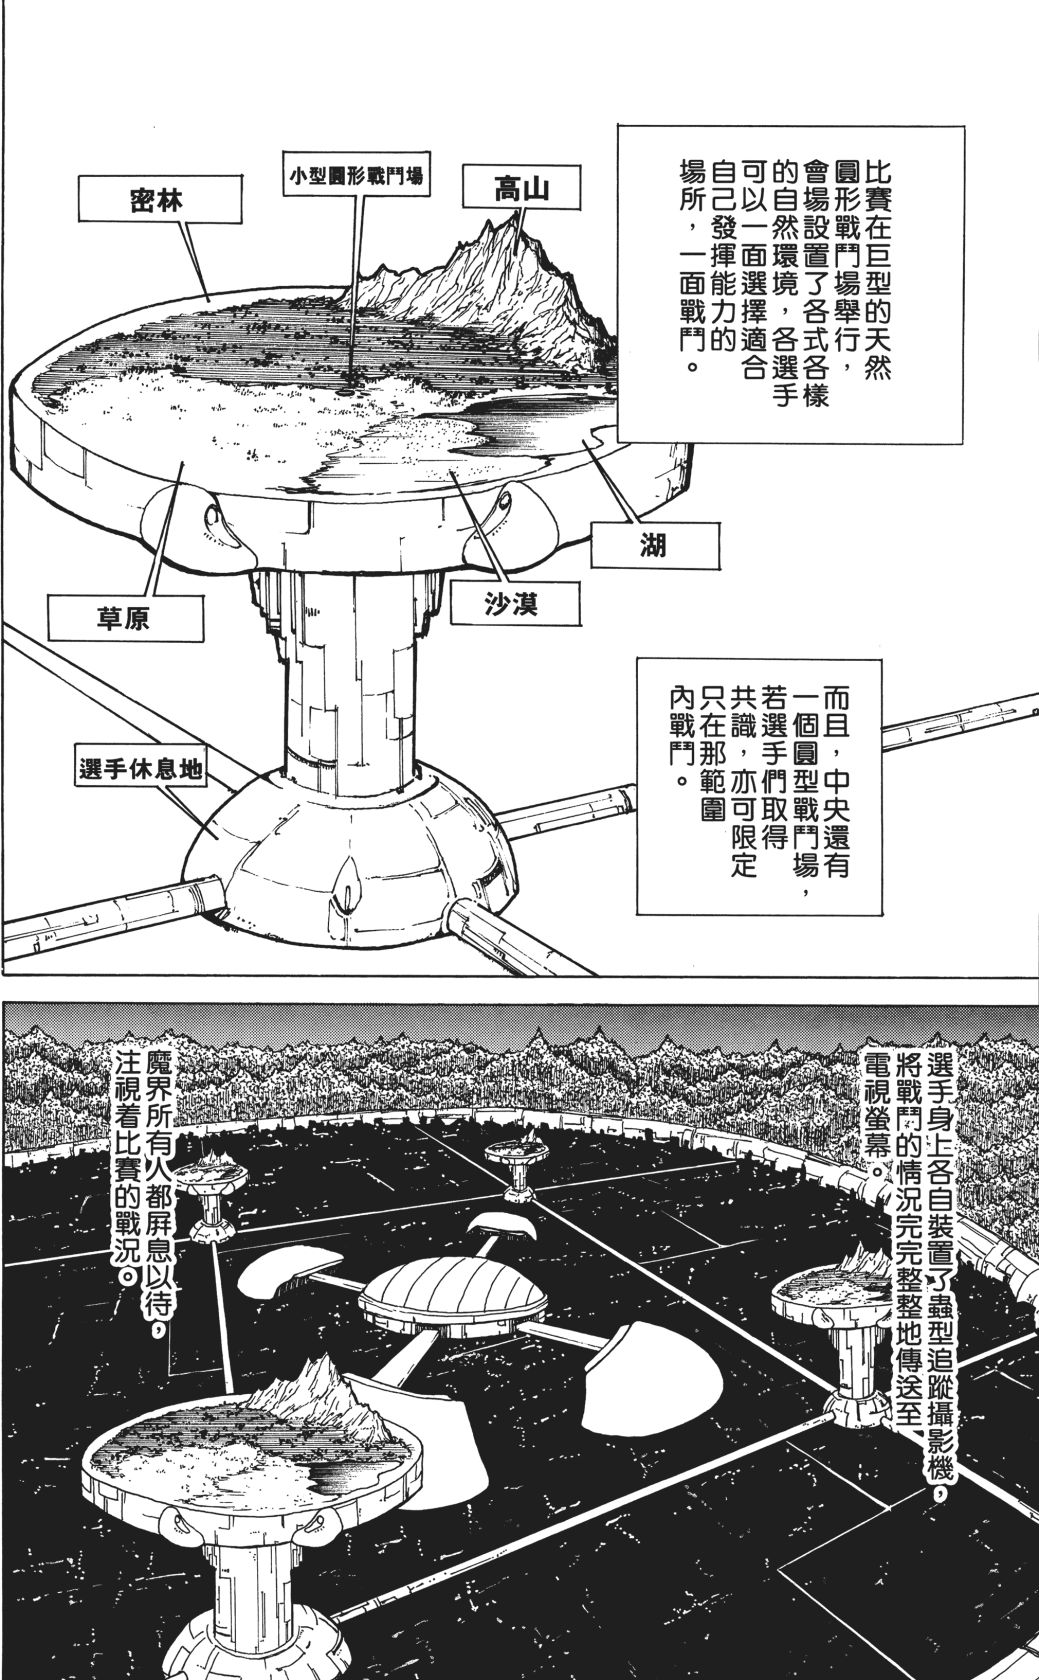 比賽在巨型的天然
圓形戰鬥場舉行，
會場設置了各式各樣
的自然環境，各選手
可以一面選擇適合
自己發揮能力的
場所，一面戰鬥。
高山
小型圓形戰鬥場
密林
湖
沙漠
草原
選手休息地
而且，中央還有
一個圓型戰鬥場，
若選手們取得
共識，亦可限定
只在那範圍
內戰鬥。
選手身上各自裝置了蟲型追蹤攝影機，
將戰鬥的情況完完整整地傳送至
電視螢幕。
魔界所有人都屏息以待，
注視着比賽的戰況。